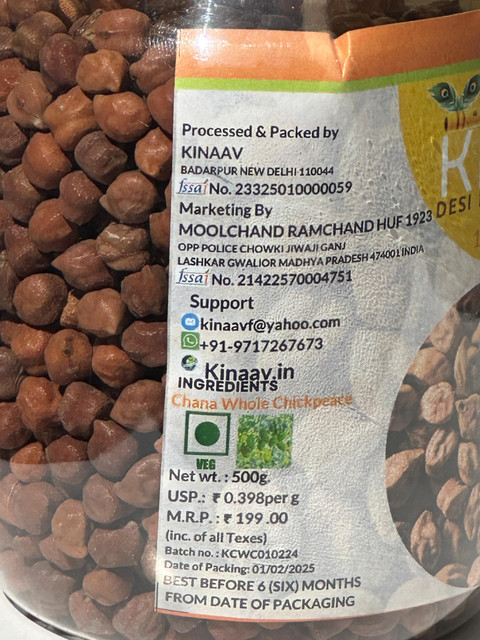 Processed & Packed by
KINAAV
BADARPUR NEW DELHI 110044
fssai No. 23325010000059
Marketing By
MOOLCHAND RAMCHAND HUF 1923
OPP POLICE CHOWKI JIWAJI GANJ
LASHKAR GWALIOR MADHYA PRADESH 474001 INDIA
fssai No. 21422570004751
Support
kinaavf@yahoo.com
+91-9717267673
Kinaav.in
INGREDIENTS
Chana Whole Chickpeace
VEG
Net wt. : 500g.
USP.: ₹ 0.398per g
M.R.P. : ₹ 199 .00
(inc. of all Texes)
Batch no. : KCWC010224
Date of Packing: 01/02/2025
BEST BEFORE 6 (SIX) MONTHS
FROM DATE OF PACKAGING
K
DESI